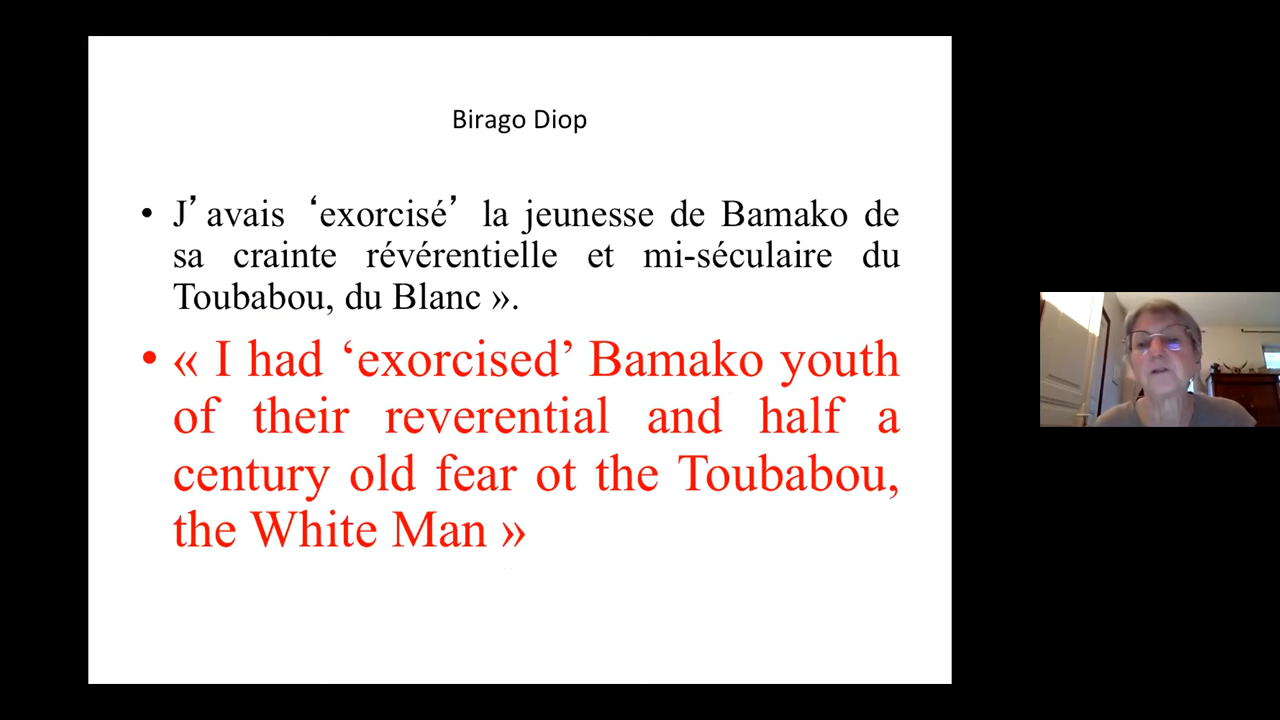 Birago Diop
• J’avais ‘exorcisé’ la jeunesse de Bamako de
sa crainte révérentielle et mi-séculaire du
Toubabou, du Blanc ».
• « I had ‘exorcised’ Bamako youth
of their reverential and half a
century old fear ot the Toubabou,
the White Man »